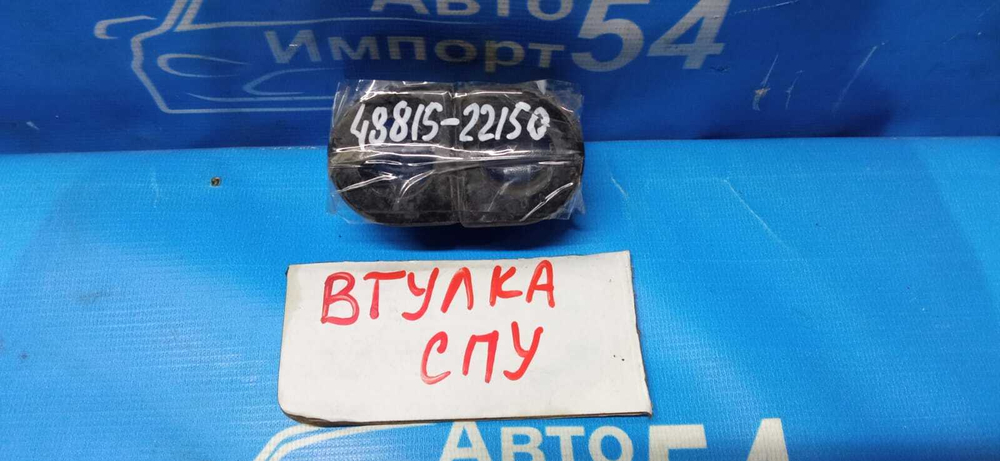 Авто 54
Импорт
48815-22150
ВТУЛКА
СПУ
Авто 54